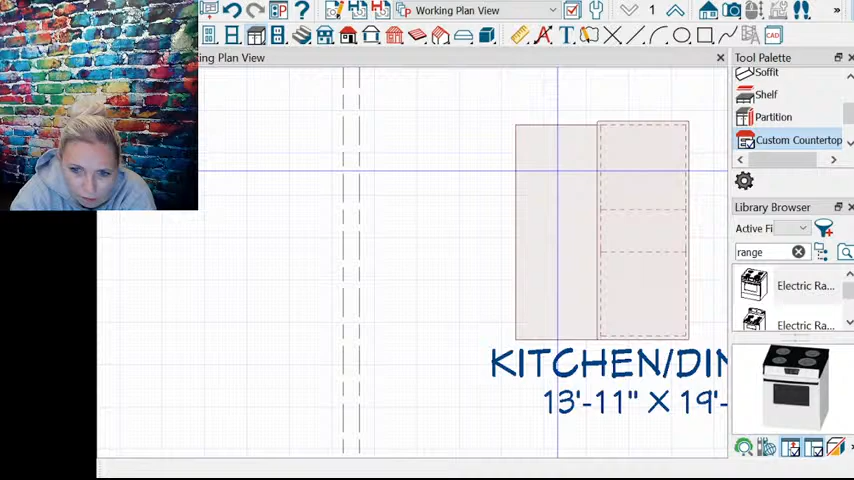 Working Plan View
1
ing Plan View
Tool Palette
Soffit
Shelf
Partition
Custom Countertop
Library Browser
Active Fi
range
Electric Ra...
Electric Ra...
KITCHEN/DIN
13'-11" X 19'-
CAD